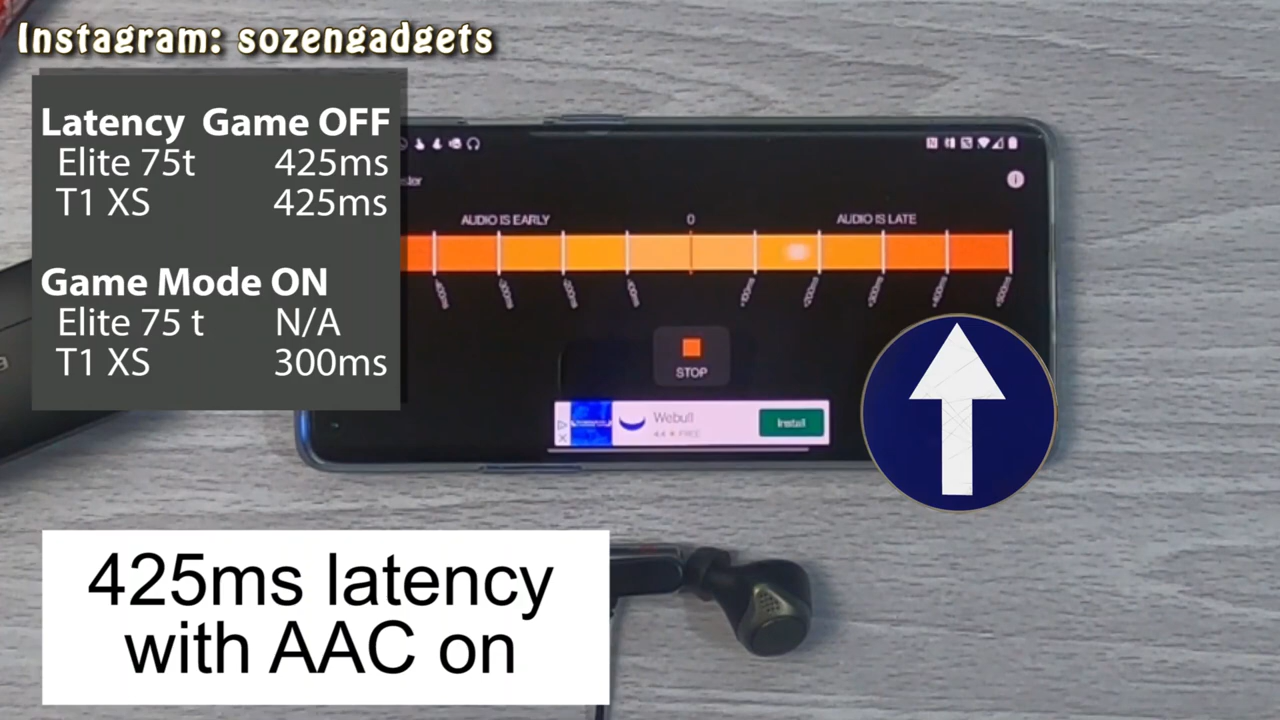 Instagram: sozengadgets
Latency Game OFF
Elite 75t 425ms
T1 XS 425ms
Game Mode ON
Elite 75 t N/A
T1 XS 300ms
AUDIO IS EARLY 0 AUDIO IS LATE
STOP
Webull
Install
425ms latency
with AAC on